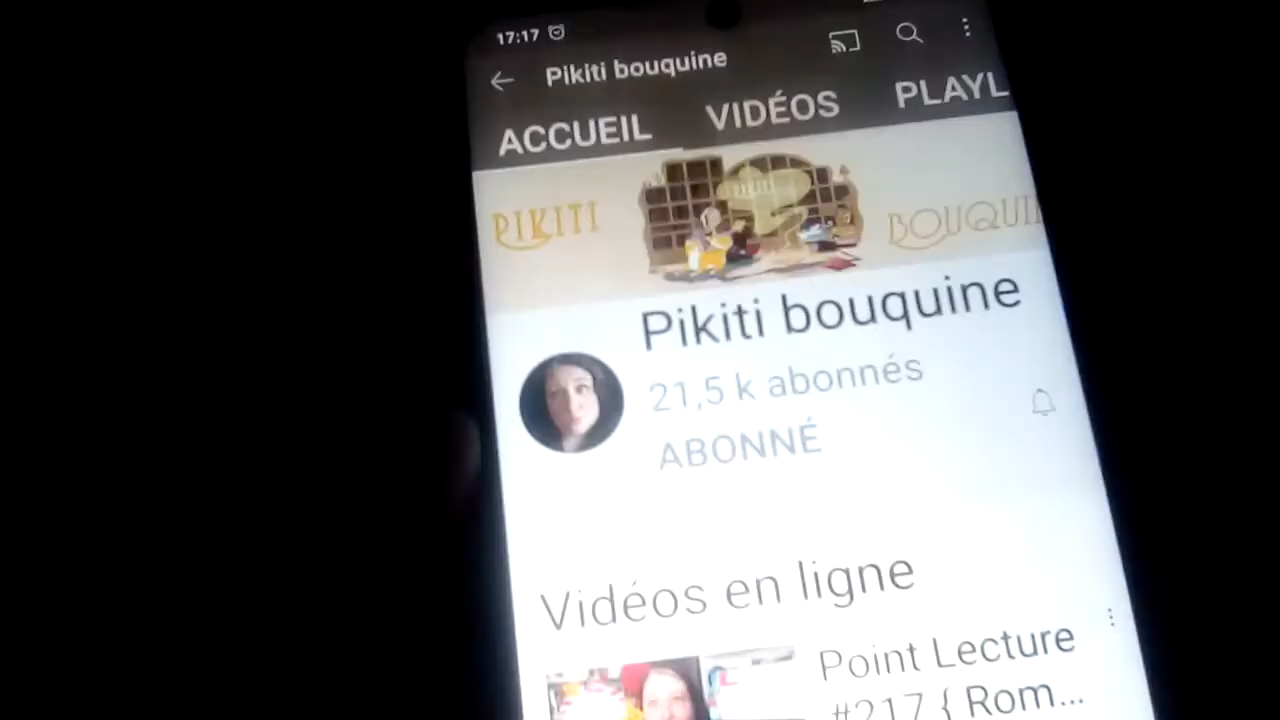 17:17
Pikiti bouquine
ACCUEIL VIDÉOS PLAYL
PIKITI BOUQUI
Pikiti bouquine
21,5 k abonnés
ABONNÉ
Vidéos en ligne
Point Lecture
#217 { Rom...